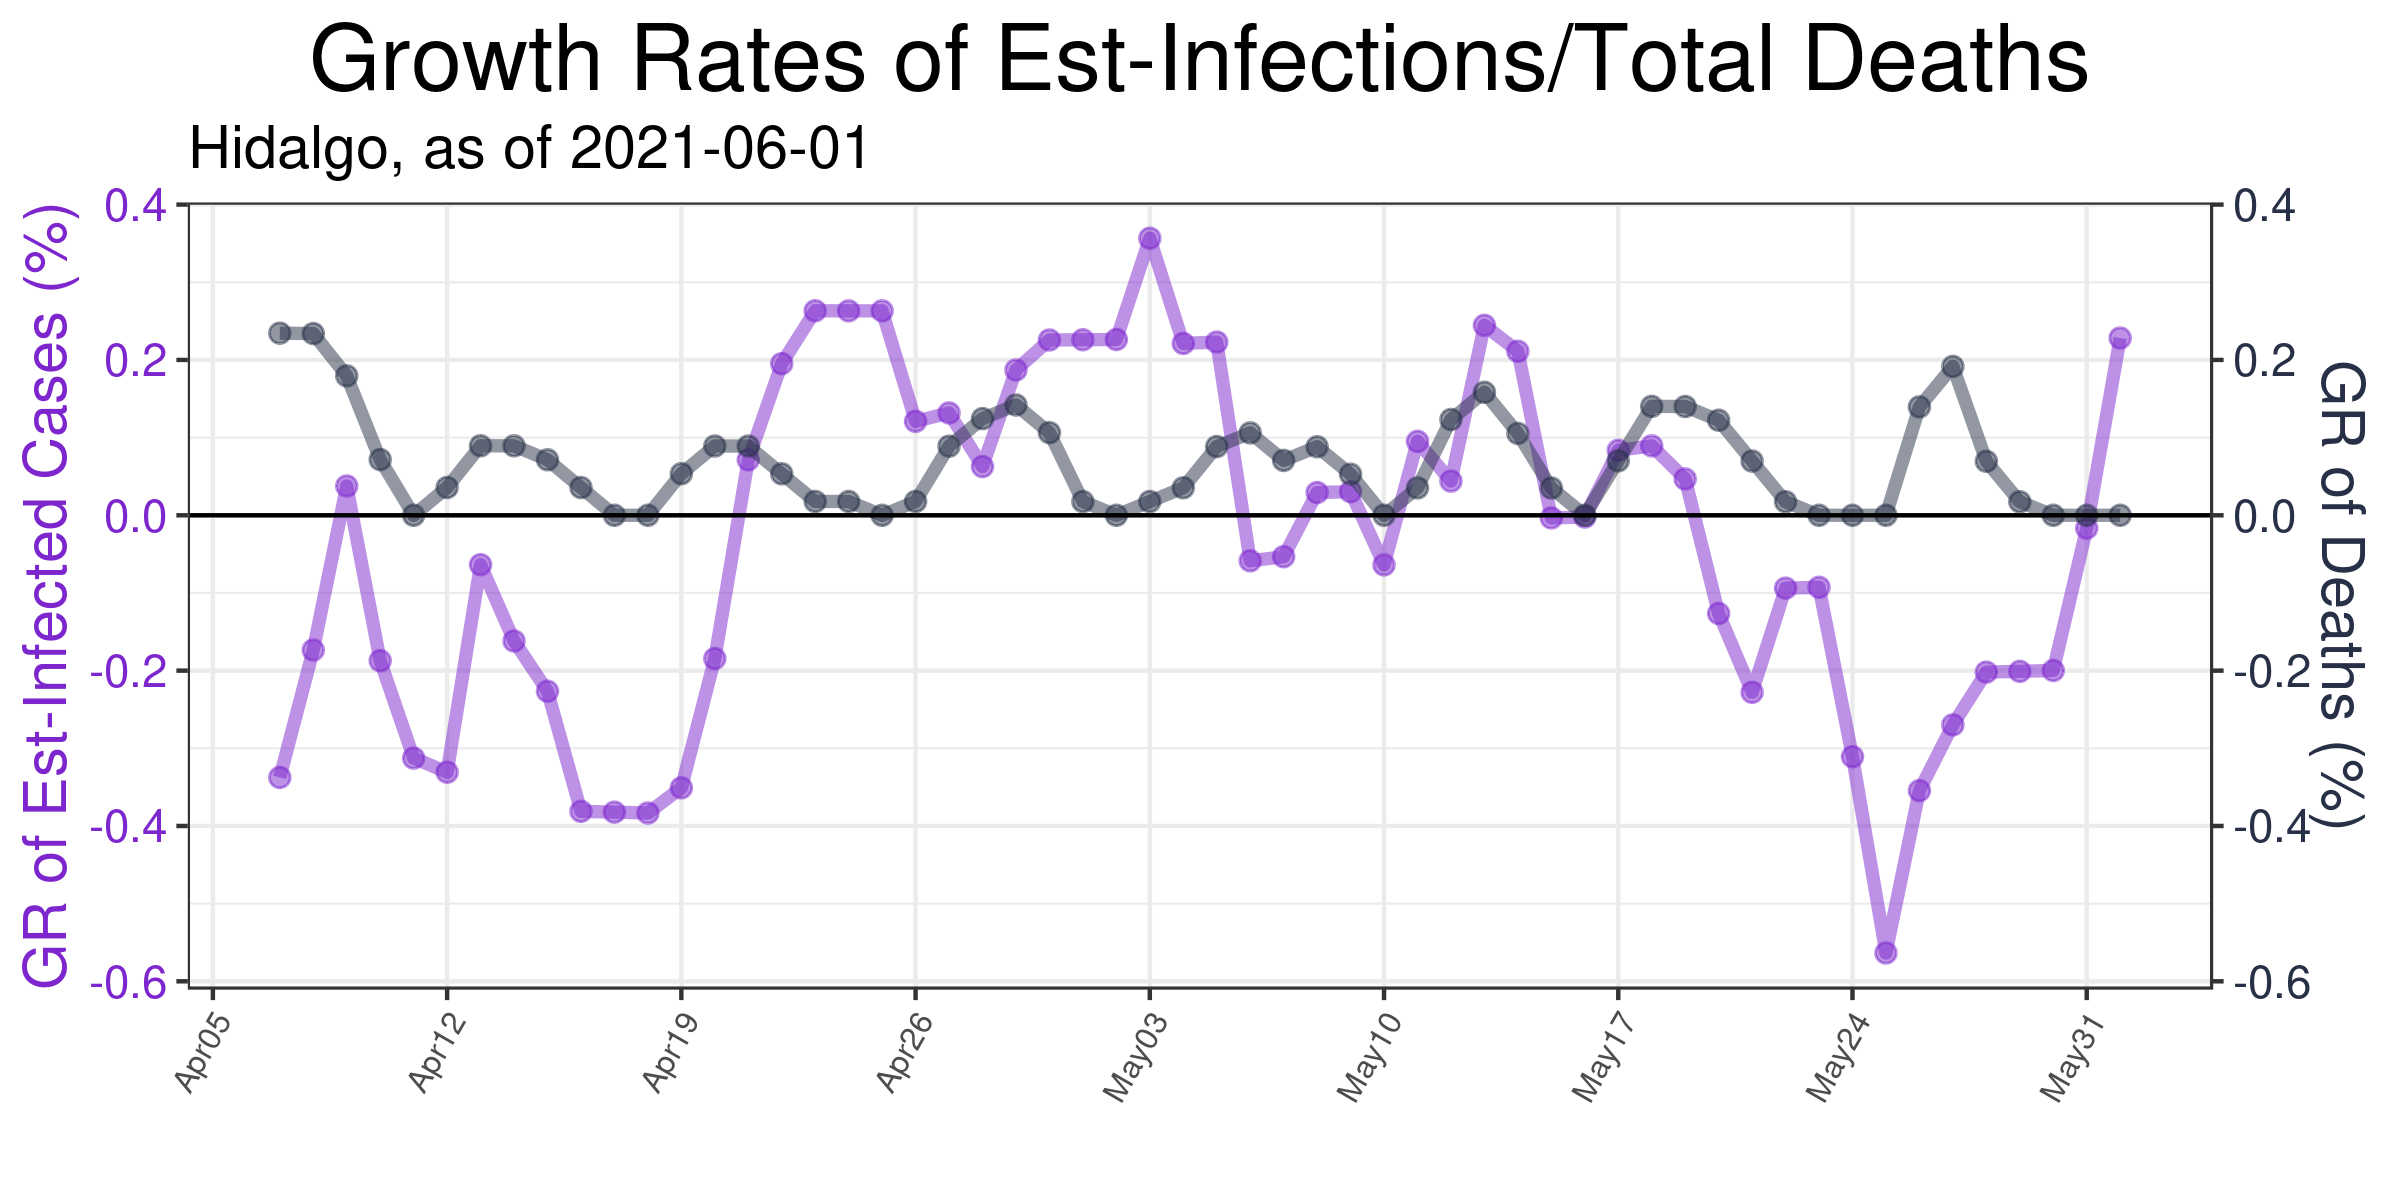 Growth Rates of Est-Infections/Total Deaths
Hidalgo, as of 2021-06-01
GR of Est-Infected Cases (%)
0.4
0.2
0.0
-0.2
-0.4
-0.6
0.4
0.2
0.0
-0.2
-0.4
-0.6
GR of Deaths (%)
Apr05
Apr12
Apr19
Apr26
May03
May10
May17
May24
May31